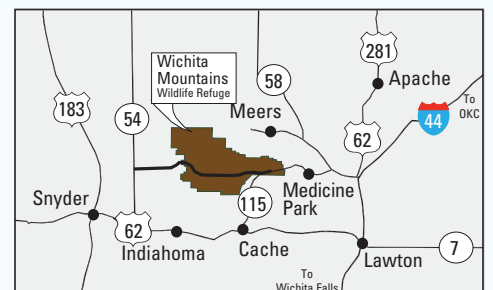 281
Wichita
Mountains
Wildlife Refuge
58
Apache
183
To
OKC
54
Meers
44
62
Medicine
Park
Snyder
115
62
Indiahoma
Cache
7
Lawton
To
Wichita Falls